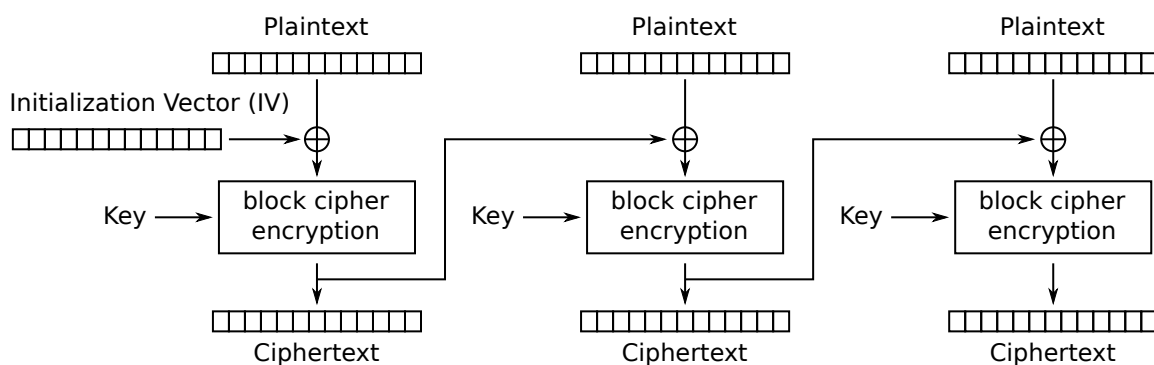 Plaintext
Plaintext
Plaintext
Initialization Vector (IV)
Key
block cipher
encryption
Key
block cipher
encryption
Key
block cipher
encryption
Ciphertext
Ciphertext
Ciphertext